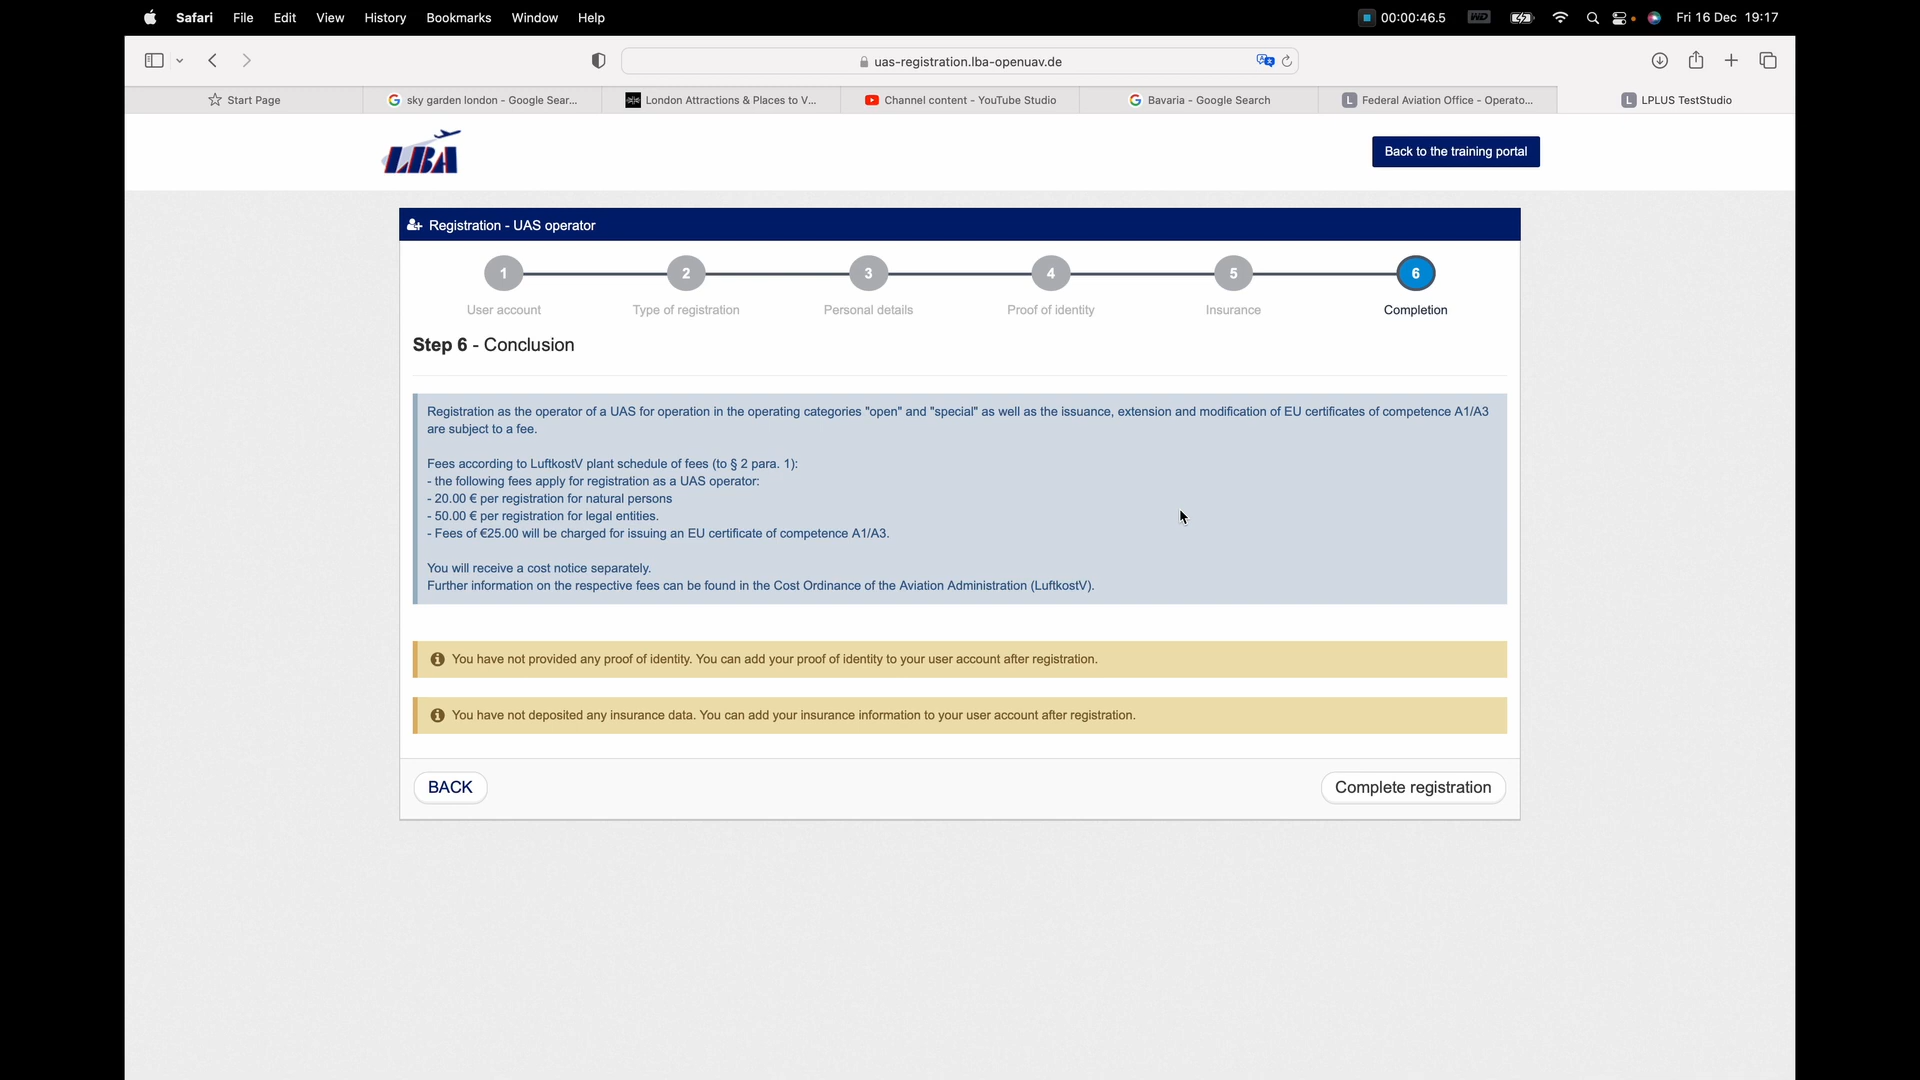 Safari File Edit View History Bookmarks Window Help 00:00:46.5 WD Fri 16 Dec 19:17
uas-registration.lba-openuav.de
Start Page sky garden london - Google Sear... London Attractions & Places to V... Channel content - YouTube Studio Bavaria - Google Search L Federal Aviation Office - Operato... L LPLUS TestStudio
LBA
Back to the training portal
Registration - UAS operator
1 2 3 4 5 6
User account Type of registration Personal details Proof of identity Insurance Completion
Step 6 - Conclusion
Registration as the operator of a UAS for operation in the operating categories "open" and "special" as well as the issuance, extension and modification of EU certificates of competence A1/A3
are subject to a fee.
Fees according to LuftkostV plant schedule of fees (to § 2 para. 1):
- the following fees apply for registration as a UAS operator:
- 20.00 € per registration for natural persons
- 50.00 € per registration for legal entities.
- Fees of €25.00 will be charged for issuing an EU certificate of competence A1/A3.
You will receive a cost notice separately.
Further information on the respective fees can be found in the Cost Ordinance of the Aviation Administration (LuftkostV).
You have not provided any proof of identity. You can add your proof of identity to your user account after registration.
You have not deposited any insurance data. You can add your insurance information to your user account after registration.
BACK
Complete registration